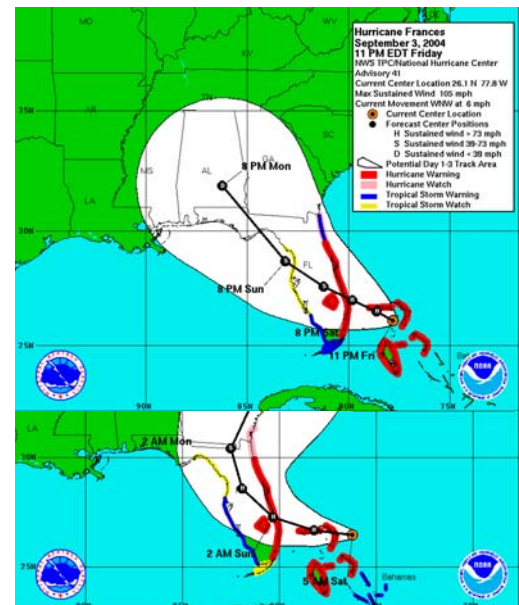 MO
KY
VA
Hurricane Frances
September 3, 2004
11 PM EDT Friday
NWS TPC/National Hurricane Center
Advisory 41
Current Center Location 26.1 N 77.8 W
Max Sustained Wind 105 mph
Current Movement WNW at 6 mph
Current Center Location
Forecast Center Positions
H Sustained wind > 73 mph
S Sustained wind 39-73 mph
D Sustained wind < 39 mph
Potential Day 1-3 Track Area
Hurricane Warning
Hurricane Watch
Tropical Storm Warning
Tropical Storm Watch
35N
TN
AR
MS
AL
GA
SC
8 PM Mon
LA
30N
FL
8 PM Sun
8 PM Sat
25N
11 PM Fri
NOAA
90W
85W
80W
75W
LA
2 AM Mon
30N
2 AM Sun
25N
5 AM Sat
Bahamas
NOAA